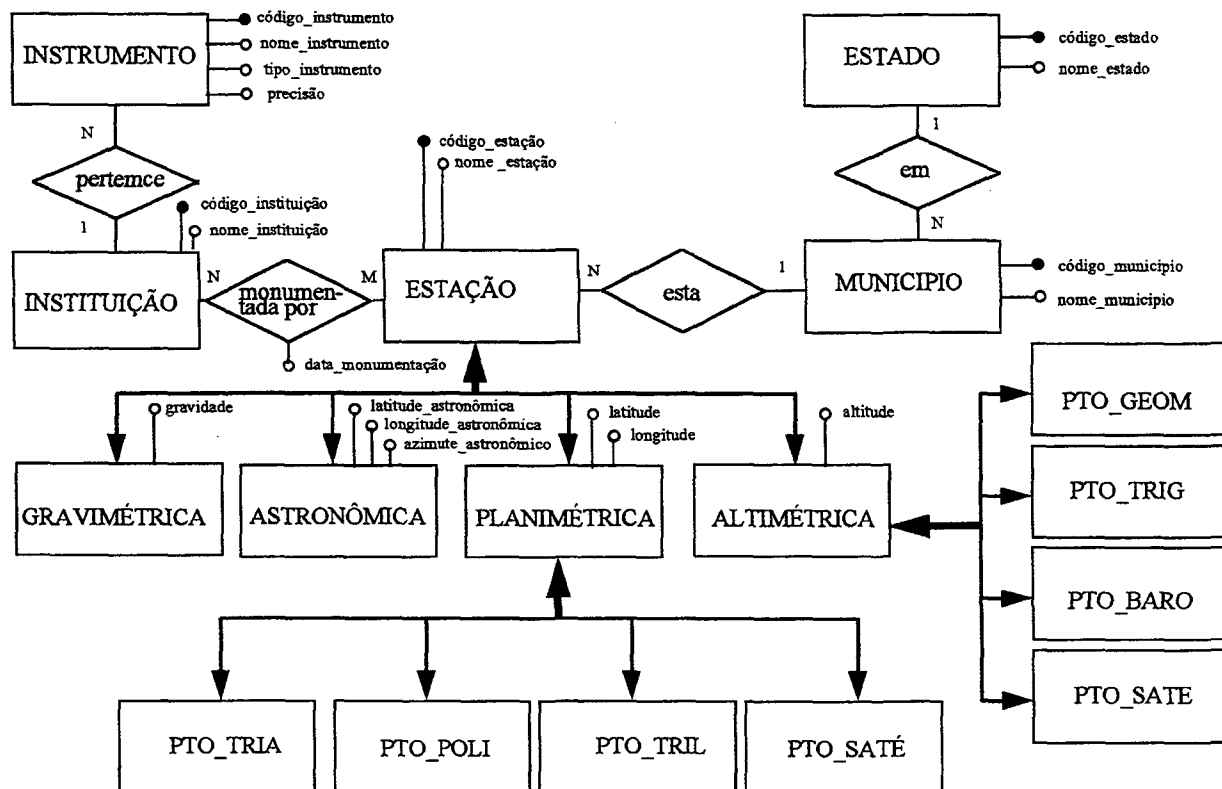 código_instrumento
nome_instrumento
INSTRUMENTO
tipo_instrumento
precisão
código_estado
ESTADO
nome_estado
N
1
código_estação
nome _estação
pertemce
em
código_instituição
1
nome_instituição
N
N
M
ESTAÇÃO
N
1
código_municipio
INSTITUIÇÃO
monumen-
tada por
esta
MUNICIPIO
nome_municipio
data_monumentação
gravidade
latitude_astronômica
longitude_astronômica
azimute_astronômico
latitude
longitude
altitude
PTO_GEOM
GRAVIMÉTRICA
ASTRONÔMICA
PLANIMÉTRICA
ALTIMÉTRICA
PTO_TRIG
PTO_BARO
PTO_SATE
PTO_TRIA
PTO_POLI
PTO_TRIL
PTO_SATÉ